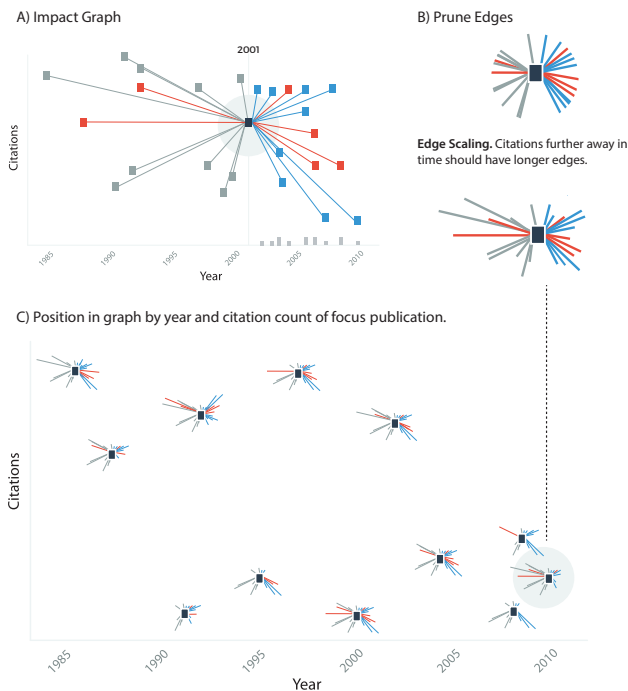 A) Impact Graph
B) Prune Edges
2001
Citations
1985
1990
1995
2000
2005
2010
Year
Edge Scaling. Citations further away in
time should have longer edges.
C) Position in graph by year and citation count of focus publication.
Citations
1985
1990
1995
2000
2005
2010
Year